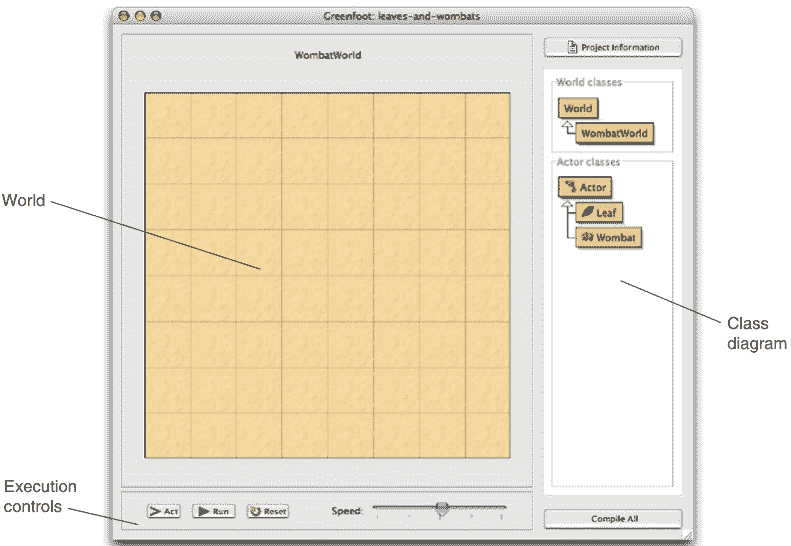 Greenfoot: leaves-and-wombats
WombatWorld
Project Information
World classes
World
WombatWorld
Actor classes
Actor
Leaf
Wombat
World
Class
diagram
Execution
controls
Act
Run
Reset
Speed:
Compile All